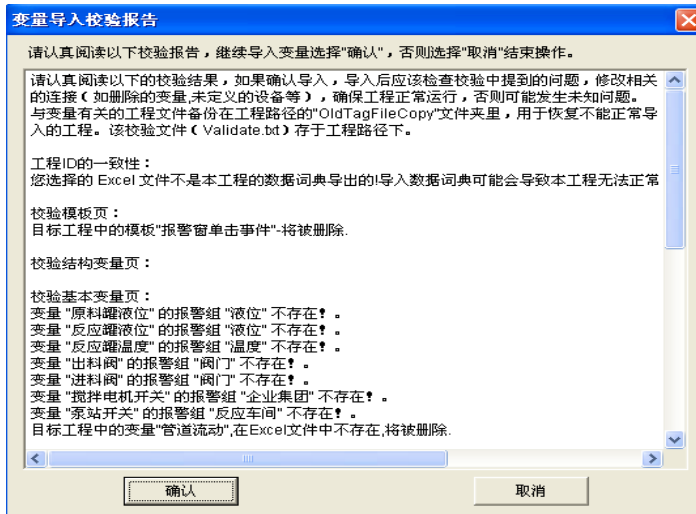 变量导入校验报告
请认真阅读以下校验报告，继续导入变量选择"确认"，否则选择"取消"结束操作。
请认真阅读以下的校验结果，如果确认导入，导入后应该检查校验中提到的问题，修改相关
的连接（如删除的变量,未定义的设备等），确保工程正常运行，否则可能发生未知问题。
与变量有关的工程文件备份在工程路径的"OldTagFileCopy"文件夹里，用于恢复不能正常导
入的工程。该校验文件（Validate.txt）存于工程路径下。
工程ID的一致性：
您选择的 Excel 文件不是本工程的数据词典导出的!导入数据词典可能会导致本工程无法正常
校验模板页：
目标工程中的模板"报警窗单击事件"-将被删除.
校验结构变量页：
校验基本变量页：
变量 "原料罐液位" 的报警组 "液位" 不存在！。
变量 "反应罐液位" 的报警组 "液位" 不存在！。
变量 "反应罐温度" 的报警组 "温度" 不存在！。
变量 "出料阀" 的报警组 "阀门" 不存在！。
变量 "进料阀" 的报警组 "阀门" 不存在！。
变量 "搅拌电机开关" 的报警组 "企业集团" 不存在！。
变量 "泵站开关" 的报警组 "反应车间" 不存在！。
目标工程中的变量"管道流动",在Excel文件中不存在,将被删除.
确认
取消